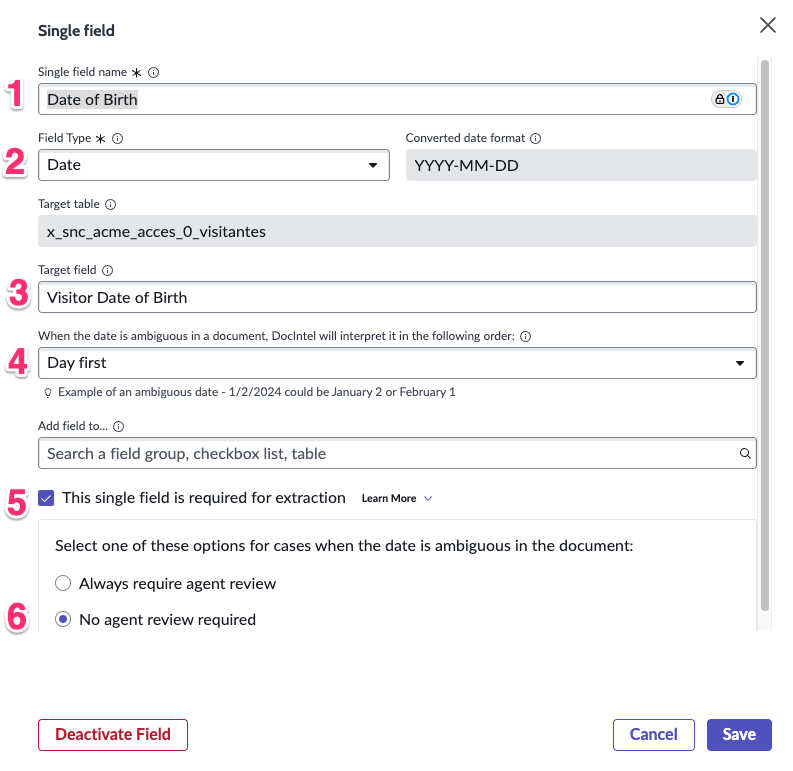 Single field
Single field name *
1 Date of Birth
Field Type * Converted date format
2 Date YYYY-MM-DD
Target table
x_snc_acme_acces_0_visitantes
Target field
3 Visitor Date of Birth
When the date is ambiguous in a document, DocIntel will interpret it in the following order:
4 Day first
Example of an ambiguous date - 1/2/2024 could be January 2 or February 1
Add field to...
Search a field group, checkbox list, table
5 This single field is required for extraction Learn More
Select one of these options for cases when the date is ambiguous in the document:
Always require agent review
6 No agent review required
Deactivate Field Cancel Save